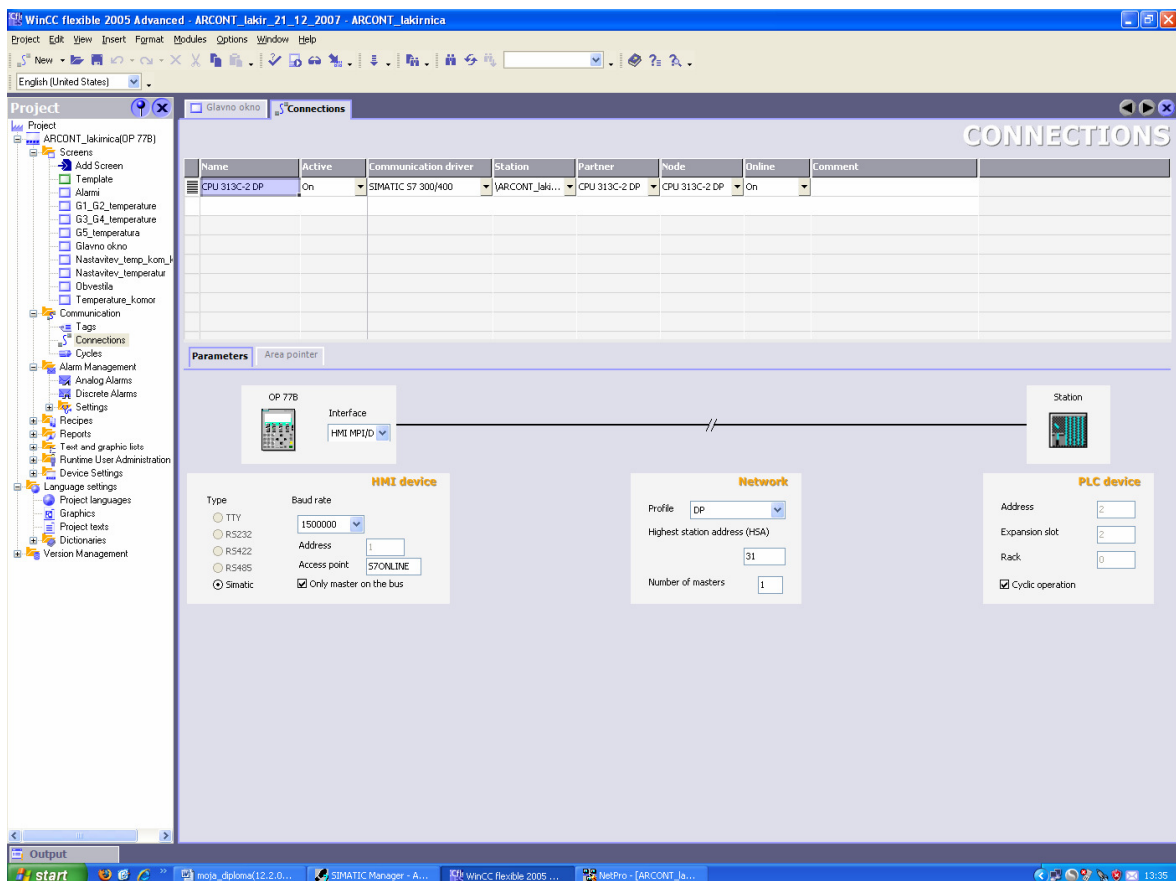 WinCC flexible 2005 Advanced - ARCONT_lakir_21_12_2007 - ARCONT_lakirnica
Project Edit View Insert Format Modules Options Window Help
New
English (United States)
Project
Glavno okno
Connections
CONNECTIONS
Project
ARCONT_lakirnica(OP 77B)
Screens
Add Screen
Template
Alarmi
G1_G2_temperature
G3_G4_temperature
G5_temperatura
Glavno okno
Nastavitev_temp_kom_k
Nastavitev_temperatur
Obvestila
Temperature_komor
Communication
Tags
Connections
Cycles
Alarm Management
Analog Alarms
Discrete Alarms
Settings
Recipes
Reports
Text and graphic lists
Runtime User Administration
Device Settings
Language settings
Project languages
Graphics
Project texts
Dictionaries
Version Management
Name Active Communication driver Station Partner Node Online Comment
CPU 313C-2 DP On SIMATIC S7 300/400 \ARCONT_laki... CPU 313C-2 DP CPU 313C-2 DP On
Parameters Area pointer
OP 77B
Interface
HMI MPI/D
Station
HMI device
Type Baud rate
TTY
1500000
RS232
Address 1
RS422
Access point S7ONLINE
RS485
Simatic Only master on the bus
Network
Profile DP
Highest station address (HSA)
31
Number of masters 1
PLC device
Address 2
Expansion slot 2
Rack 0
Cyclic operation
Output
start moja_diploma(12.2.0... SIMATIC Manager - A... WinCC flexible 2005 ... NetPro - [ARCONT_la... 13:35